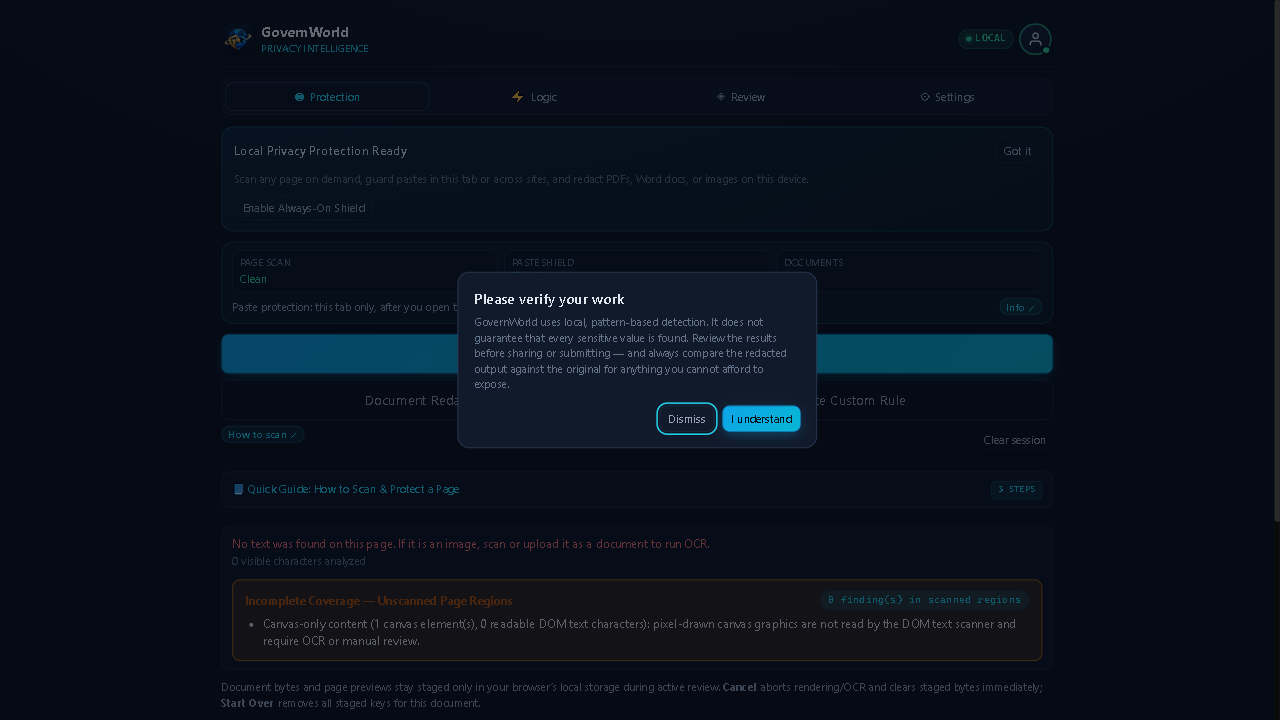 GovernWorld
PRIVACY INTELLIGENCE
LOCAL
Protection
Logic
Review
Settings
Local Privacy Protection Ready
Got it
Scan any page on demand, guard pastes in this tab or across sites, and redact PDFs, Word docs, or images on this device.
Enable Always-On Shield
PAGE SCAN
PASTE SHIELD
DOCUMENTS
Clean
Paste protection: this tab only, after you open t
Info ↗
Please verify your work
GovernWorld uses local, pattern-based detection. It does not
guarantee that every sensitive value is found. Review the results
before sharing or submitting — and always compare the redacted
output against the original for anything you cannot afford to
expose.
Dismiss
I understand
Document Reda
Custom Rule
How to scan ↗
Clear session
Quick Guide: How to Scan & Protect a Page
3 STEPS
No text was found on this page. If it is an image, scan or upload it as a document to run OCR.
0 visible characters analyzed
Incomplete Coverage — Unscanned Page Regions
0 finding(s) in scanned regions
• Canvas-only content (1 canvas element(s), 0 readable DOM text characters): pixel-drawn canvas graphics are not read by the DOM text scanner and
require OCR or manual review.
Document bytes and page previews stay staged only in your browser's local storage during active review. Cancel aborts rendering/OCR and clears staged bytes immediately;
Start Over removes all staged keys for this document.